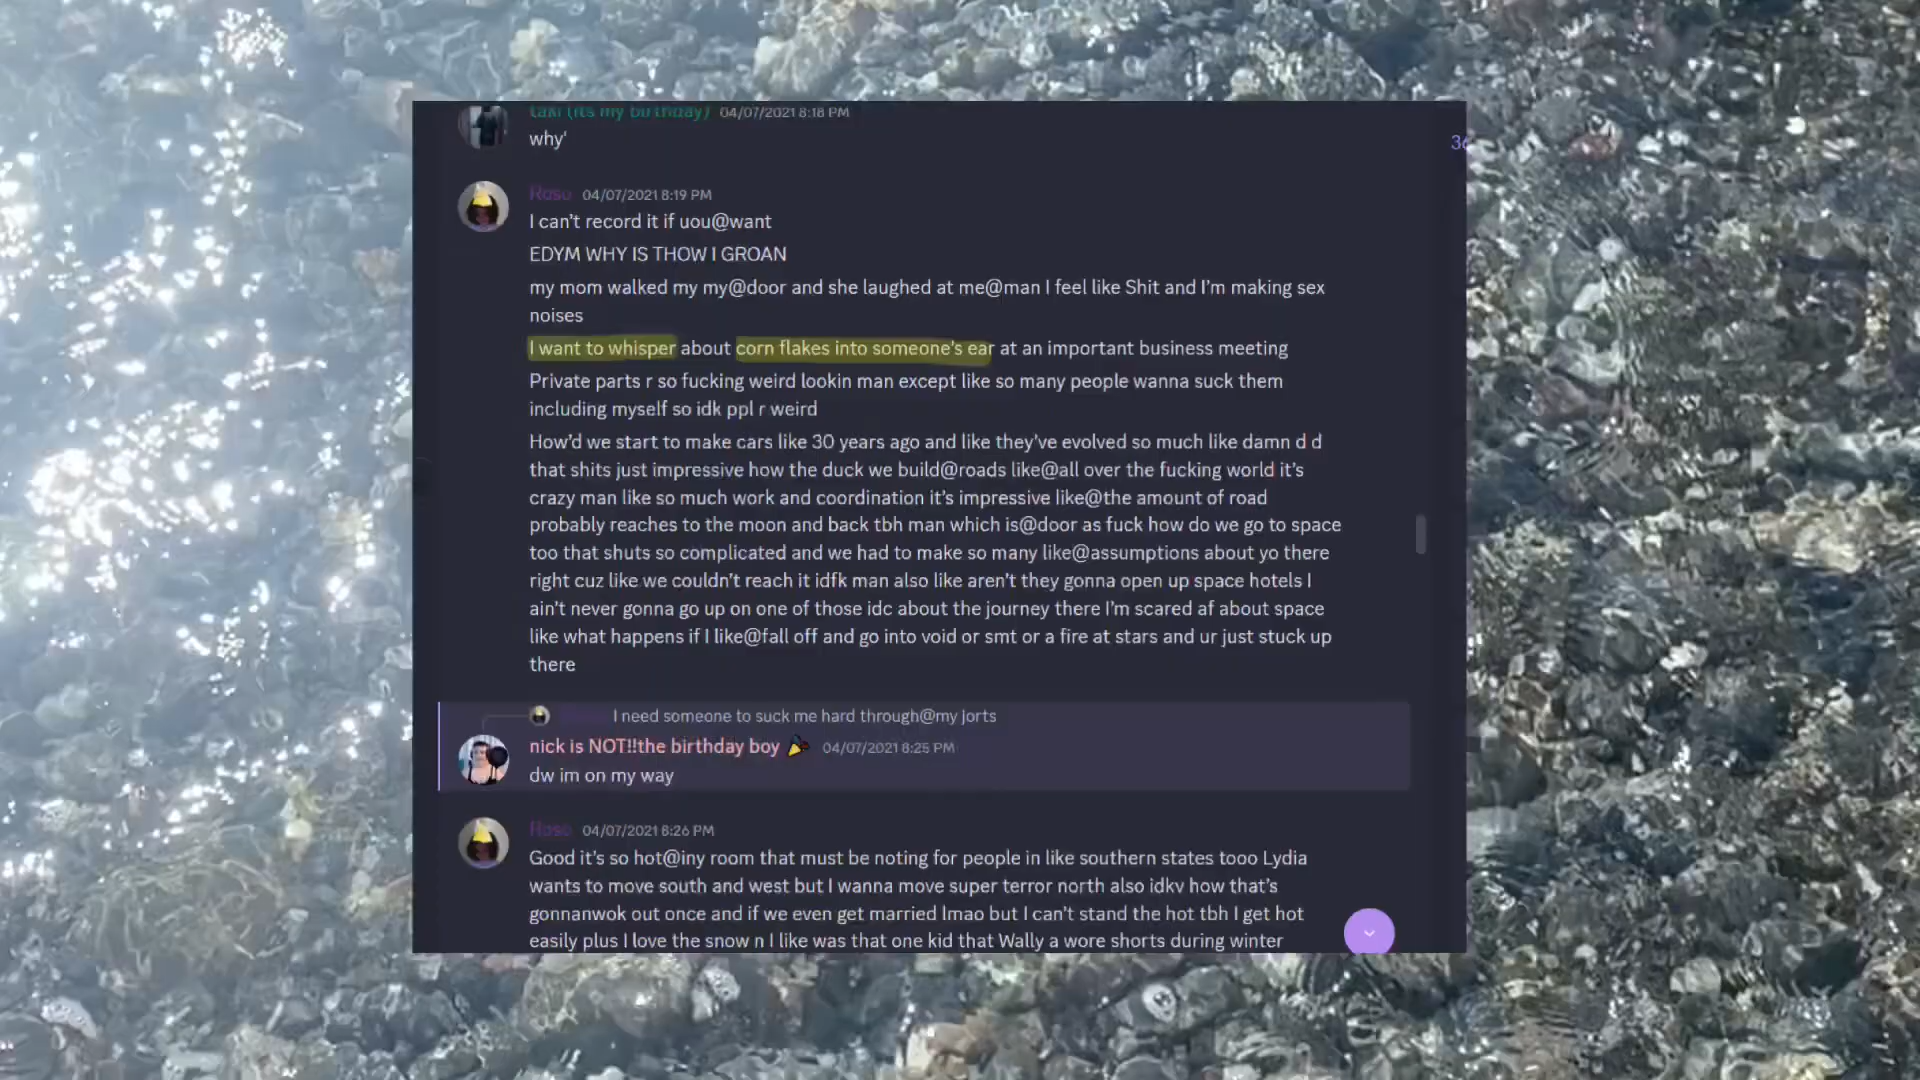 taxi (its my birthday) 04/07/2021 8:18 PM
why'
Roso 04/07/2021 8:19 PM
I can't record it if uou@want
EDYM WHY IS THOW I GROAN
my mom walked my my@door and she laughed at me@man I feel like Shit and I'm making sex
noises
I want to whisper about corn flakes into someone's ear at an important business meeting
Private parts r so fucking weird lookin man except like so many people wanna suck them
including myself so idk ppl r weird
How'd we start to make cars like 30 years ago and like they've evolved so much like damn d d
that shits just impressive how the duck we build@roads like@all over the fucking world it's
crazy man like so much work and coordination it's impressive like@the amount of road
probably reaches to the moon and back tbh man which is@door as fuck how do we go to space
too that shuts so complicated and we had to make so many like@assumptions about yo there
right cuz like we couldn't reach it idfk man also like aren't they gonna open up space hotels I
ain't never gonna go up on one of those idc about the journey there I'm scared af about space
like what happens if I like@fall off and go into void or smt or a fire at stars and ur just stuck up
there
I need someone to suck me hard through@my jorts
nick is NOT!!the birthday boy 04/07/2021 8:25 PM
dw im on my way
Roso 04/07/2021 8:26 PM
Good it's so hot@iny room that must be noting for people in like southern states tooo Lydia
wants to move south and west but I wanna move super terror north also idkv how that's
gonnanwok out once and if we even get married lmao but I can't stand the hot tbh I get hot
easily plus I love the snow n I like was that one kid that Wally a wore shorts during winter